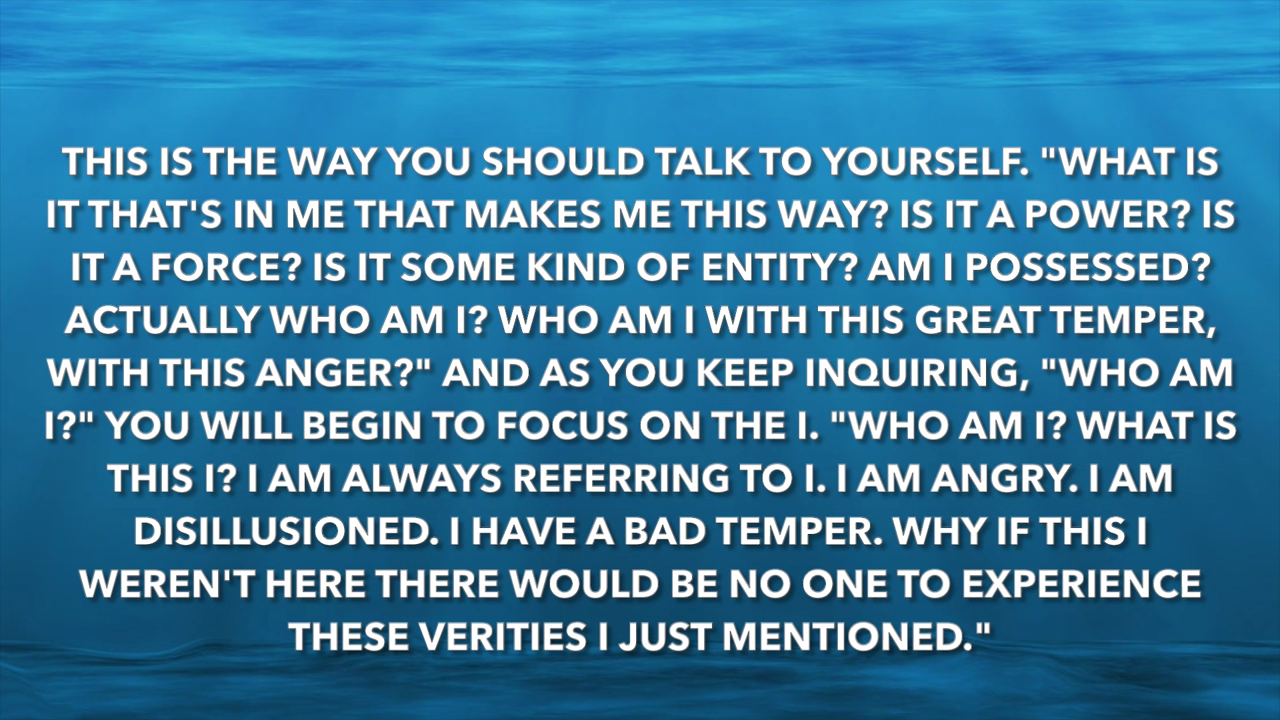 THIS IS THE WAY YOU SHOULD TALK TO YOURSELF. "WHAT IS
IT THAT'S IN ME THAT MAKES ME THIS WAY? IS IT A POWER? IS
IT A FORCE? IS IT SOME KIND OF ENTITY? AM I POSSESSED?
ACTUALLY WHO AM I? WHO AM I WITH THIS GREAT TEMPER,
WITH THIS ANGER?" AND AS YOU KEEP INQUIRING, "WHO AM
I?" YOU WILL BEGIN TO FOCUS ON THE I. "WHO AM I? WHAT IS
THIS I? I AM ALWAYS REFERRING TO I. I AM ANGRY. I AM
DISILLUSIONED. I HAVE A BAD TEMPER. WHY IF THIS I
WEREN'T HERE THERE WOULD BE NO ONE TO EXPERIENCE
THESE VERITIES I JUST MENTIONED."